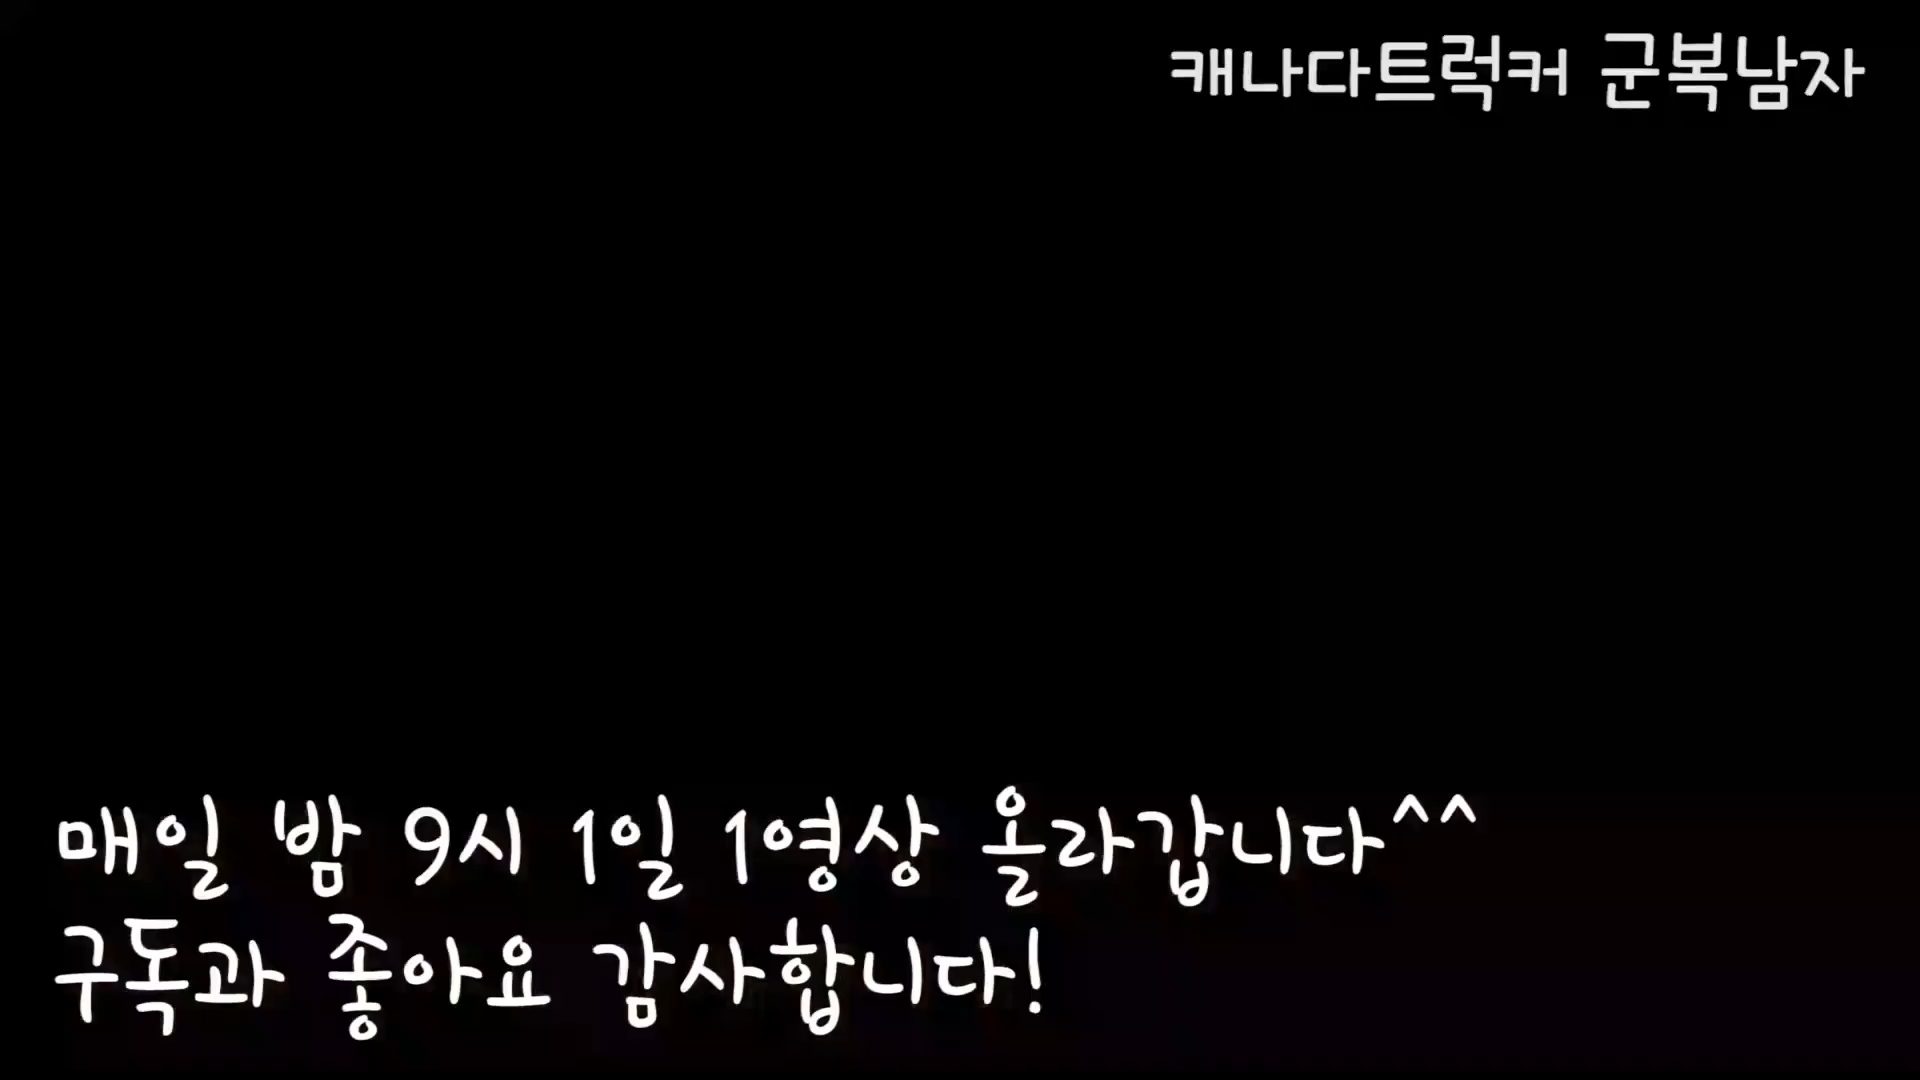 캐나다트럭커 군복남자
매일 밤 9시 1일 1영상 올라갑니다^^
구독과 좋아요 감사합니다!